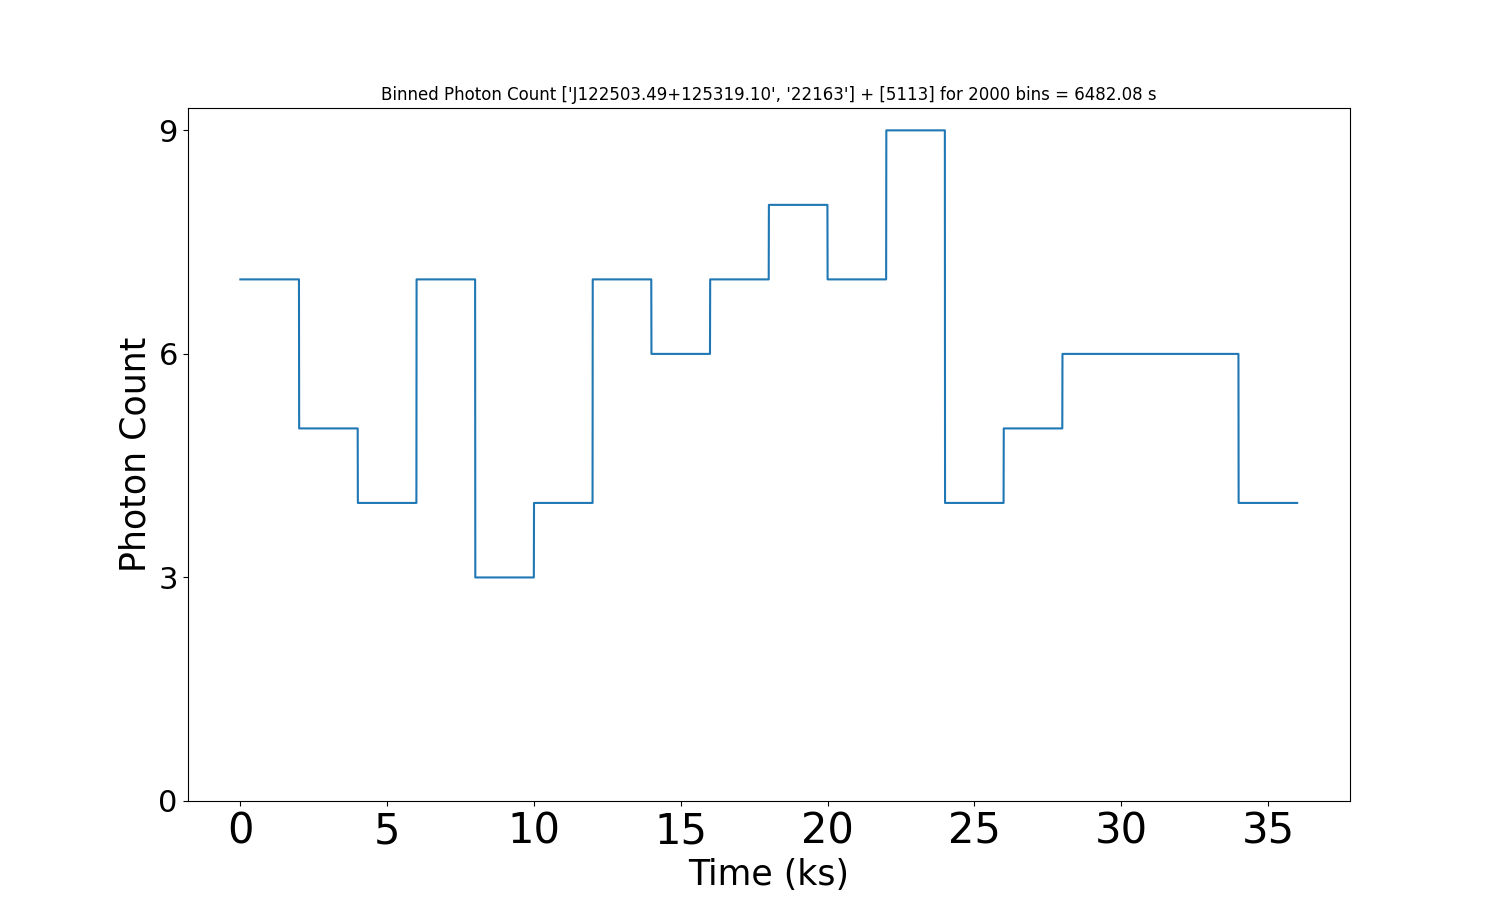 Binned Photon Count ['J122503.49+125319.10', '22163'] + [5113] for 2000 bins = 6482.08 s
9
6
3
0
Photon Count
0 5 10 15 20 25 30 35
Time (ks)